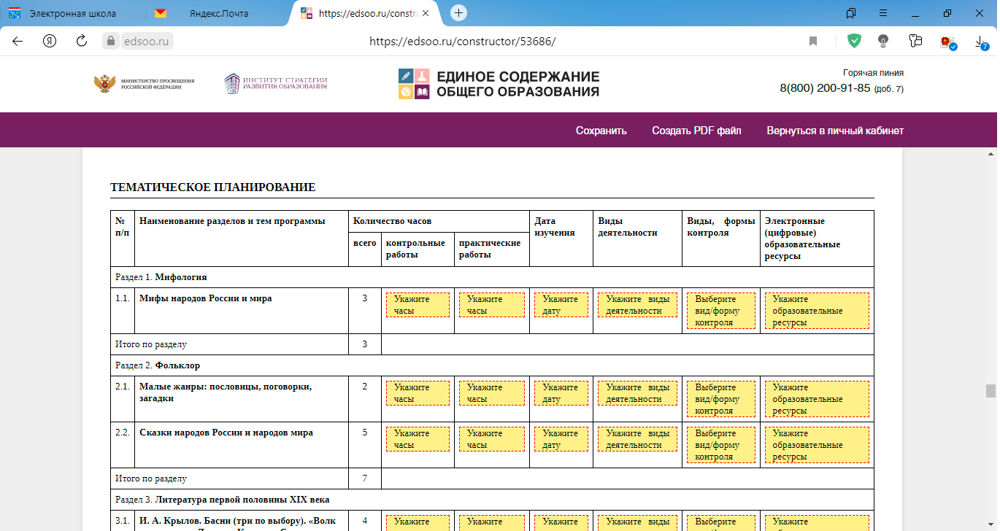 Электронная школа
Яндекс.Почта
https://edsoo.ru/constr
edsoo.ru
https://edsoo.ru/constructor/53686/
7
МИНИСТЕРСТВО ПРОСВЕЩЕНИЯ
РОССИЙСКОЙ ФЕДЕРАЦИИ
ИНСТИТУТ СТРАТЕГИИ
РАЗВИТИЯ ОБРАЗОВАНИЯ
ЕДИНОЕ СОДЕРЖАНИЕ
ОБЩЕГО ОБРАЗОВАНИЯ
Горячая линия
8(800) 200-91-85 (доб. 7)
Сохранить Создать PDF файл Вернуться в личный кабинет
ТЕМАТИЧЕСКОЕ ПЛАНИРОВАНИЕ
№
п/п
Наименование разделов и тем программы
Количество часов
всего
контрольные
работы
практические
работы
Дата
изучения
Виды
деятельности
Виды, формы
контроля
Электронные
(цифровые)
образовательные
ресурсы
Раздел 1. Мифология
1.1.
Мифы народов России и мира
3
Укажите
часы
Укажите
часы
Укажите
дату
Укажите виды
деятельности
Выберите
вид/форму
контроля
Укажите
образовательные
ресурсы
Итого по разделу
3
Раздел 2. Фольклор
2.1.
Малые жанры: пословицы, поговорки,
загадки
2
Укажите
часы
Укажите
часы
Укажите
дату
Укажите виды
деятельности
Выберите
вид/форму
контроля
Укажите
образовательные
ресурсы
2.2.
Сказки народов России и народов мира
5
Укажите
часы
Укажите
часы
Укажите
дату
Укажите виды
деятельности
Выберите
вид/форму
контроля
Укажите
образовательные
ресурсы
Итого по разделу
7
Раздел 3. Литература первой половины XIX века
3.1.
И. А. Крылов. Басни (три по выбору). «Волк
4
Укажите
Укажите
Укажите
Укажите виды
Выберите
Укажите